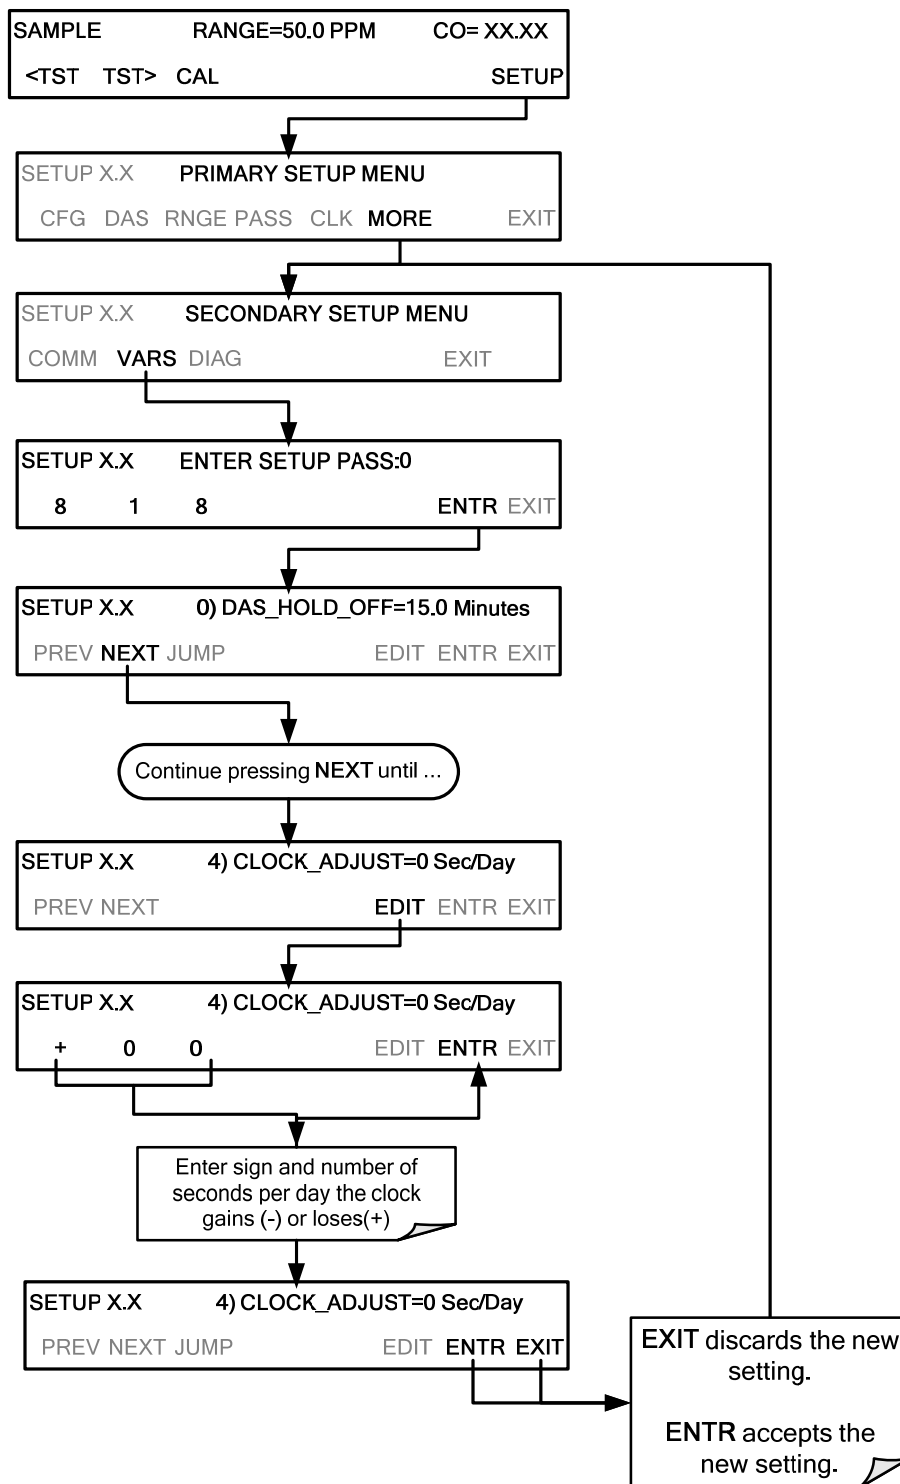 SAMPLE RANGE=50.0 PPM CO= XX.XX
<TST TST> CAL SETUP
SETUP X.X PRIMARY SETUP MENU
CFG DAS RNGE PASS CLK MORE EXIT
SETUP X.X SECONDARY SETUP MENU
COMM VARS DIAG EXIT
SETUP X.X ENTER SETUP PASS:0
8 1 8 ENTR EXIT
SETUP X.X 0) DAS_HOLD_OFF=15.0 Minutes
PREV NEXT JUMP EDIT ENTR EXIT
Continue pressing NEXT until ...
SETUP X.X 4) CLOCK_ADJUST=0 Sec/Day
PREV NEXT EDIT ENTR EXIT
SETUP X.X 4) CLOCK_ADJUST=0 Sec/Day
+ 0 0 EDIT ENTR EXIT
Enter sign and number of
seconds per day the clock
gains (-) or loses(+)
SETUP X.X 4) CLOCK_ADJUST=0 Sec/Day
PREV NEXT JUMP EDIT ENTR EXIT
EXIT discards the new
setting.
ENTR accepts the
new setting.